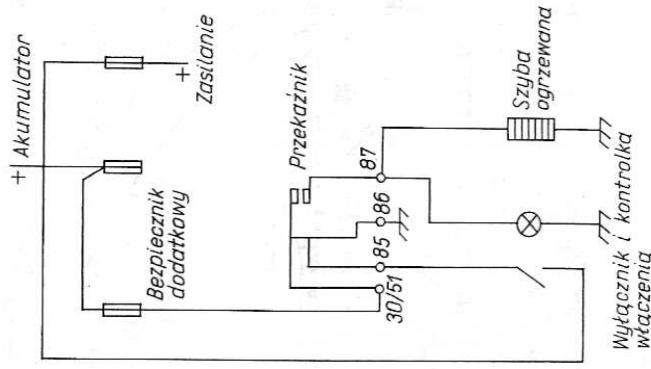 + Akumulator
+
Zasilanie
Bezpiecznik
dodatkowy
Przekaźnik
30/51
85
86
87
Szyba
ogrzewana
Wyłącznik i kontrolka
włączenia